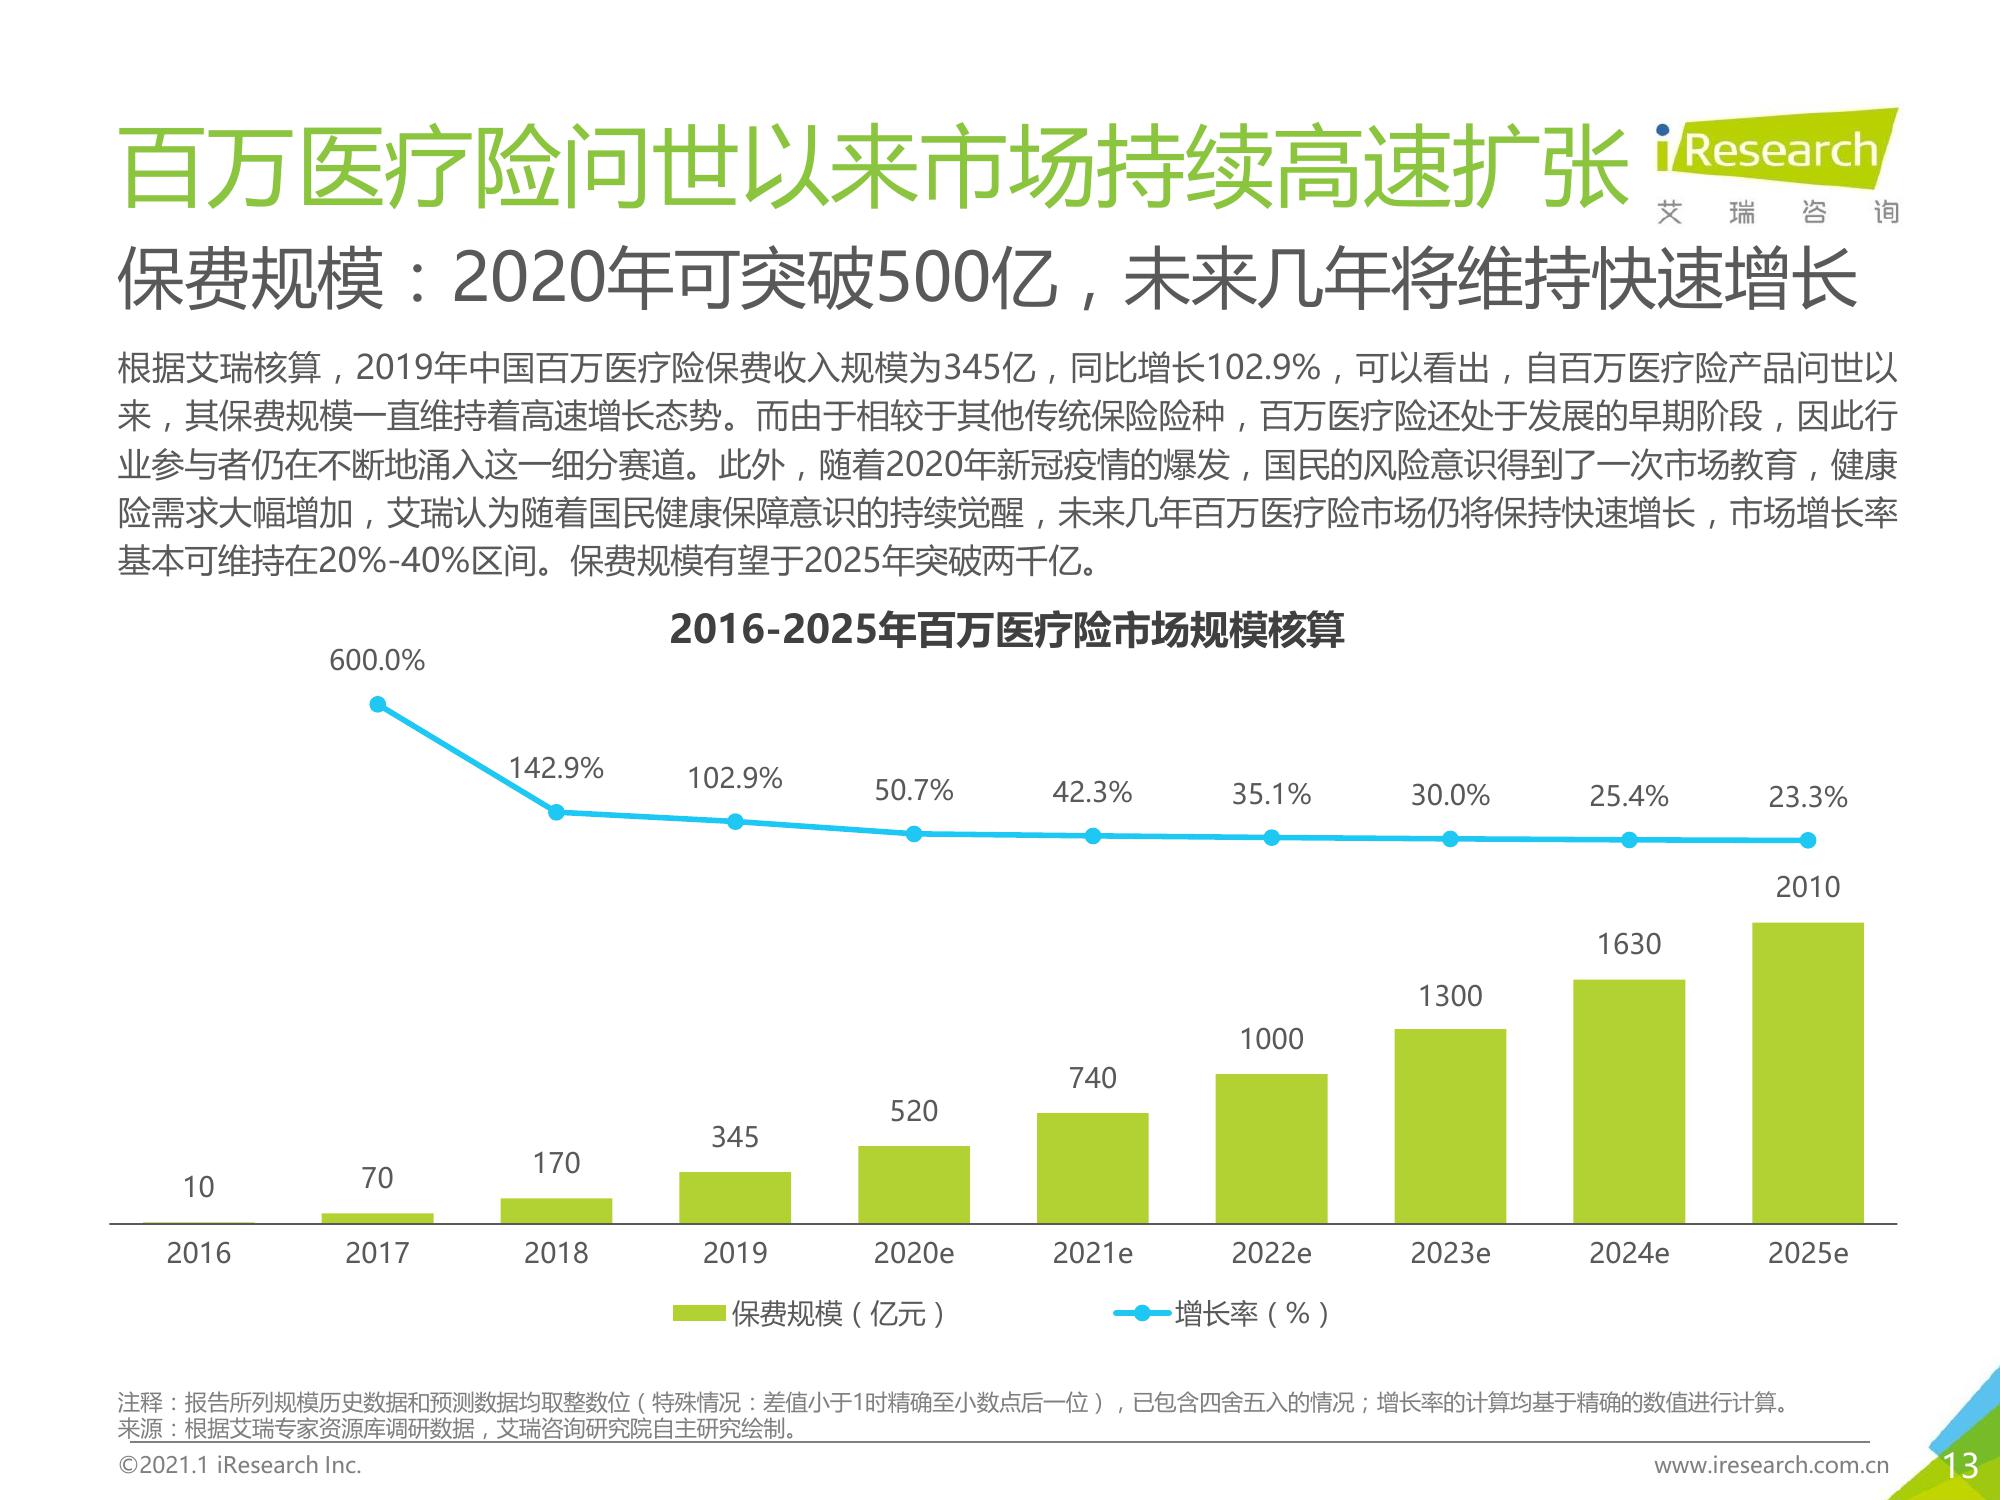 百万医疗险问世以来市场持续高速扩张
iResearch
艾瑞咨询
保费规模：2020年可突破500亿，未来几年将维持快速增长
根据艾瑞核算，2019年中国百万医疗险保费收入规模为345亿，同比增长102.9%，可以看出，自百万医疗险产品问世以
来，其保费规模一直维持着高速增长态势。而由于相较于其他传统保险险种，百万医疗险还处于发展的早期阶段，因此行
业参与者仍在不断地涌入这一细分赛道。此外，随着2020年新冠疫情的爆发，国民的风险意识得到了一次市场教育，健康
险需求大幅增加，艾瑞认为随着国民健康保障意识的持续觉醒，未来几年百万医疗险市场仍将保持快速增长，市场增长率
基本可维持在20%-40%区间。保费规模有望于2025年突破两千亿。
2016-2025年百万医疗险市场规模核算
600.0%
142.9%
102.9%
50.7%
42.3%
35.1%
30.0%
25.4%
23.3%
10
70
170
345
520
740
1000
1300
1630
2010
2016
2017
2018
2019
2020e
2021e
2022e
2023e
2024e
2025e
保费规模（亿元）
增长率（%）
注释：报告所列规模历史数据和预测数据均取整数位（特殊情况：差值小于1时精确至小数点后一位），已包含四舍五入的情况；增长率的计算均基于精确的数值进行计算。
来源：根据艾瑞专家资源库调研数据，艾瑞咨询研究院自主研究绘制。
©2021.1 iResearch Inc.
www.iresearch.com.cn
13